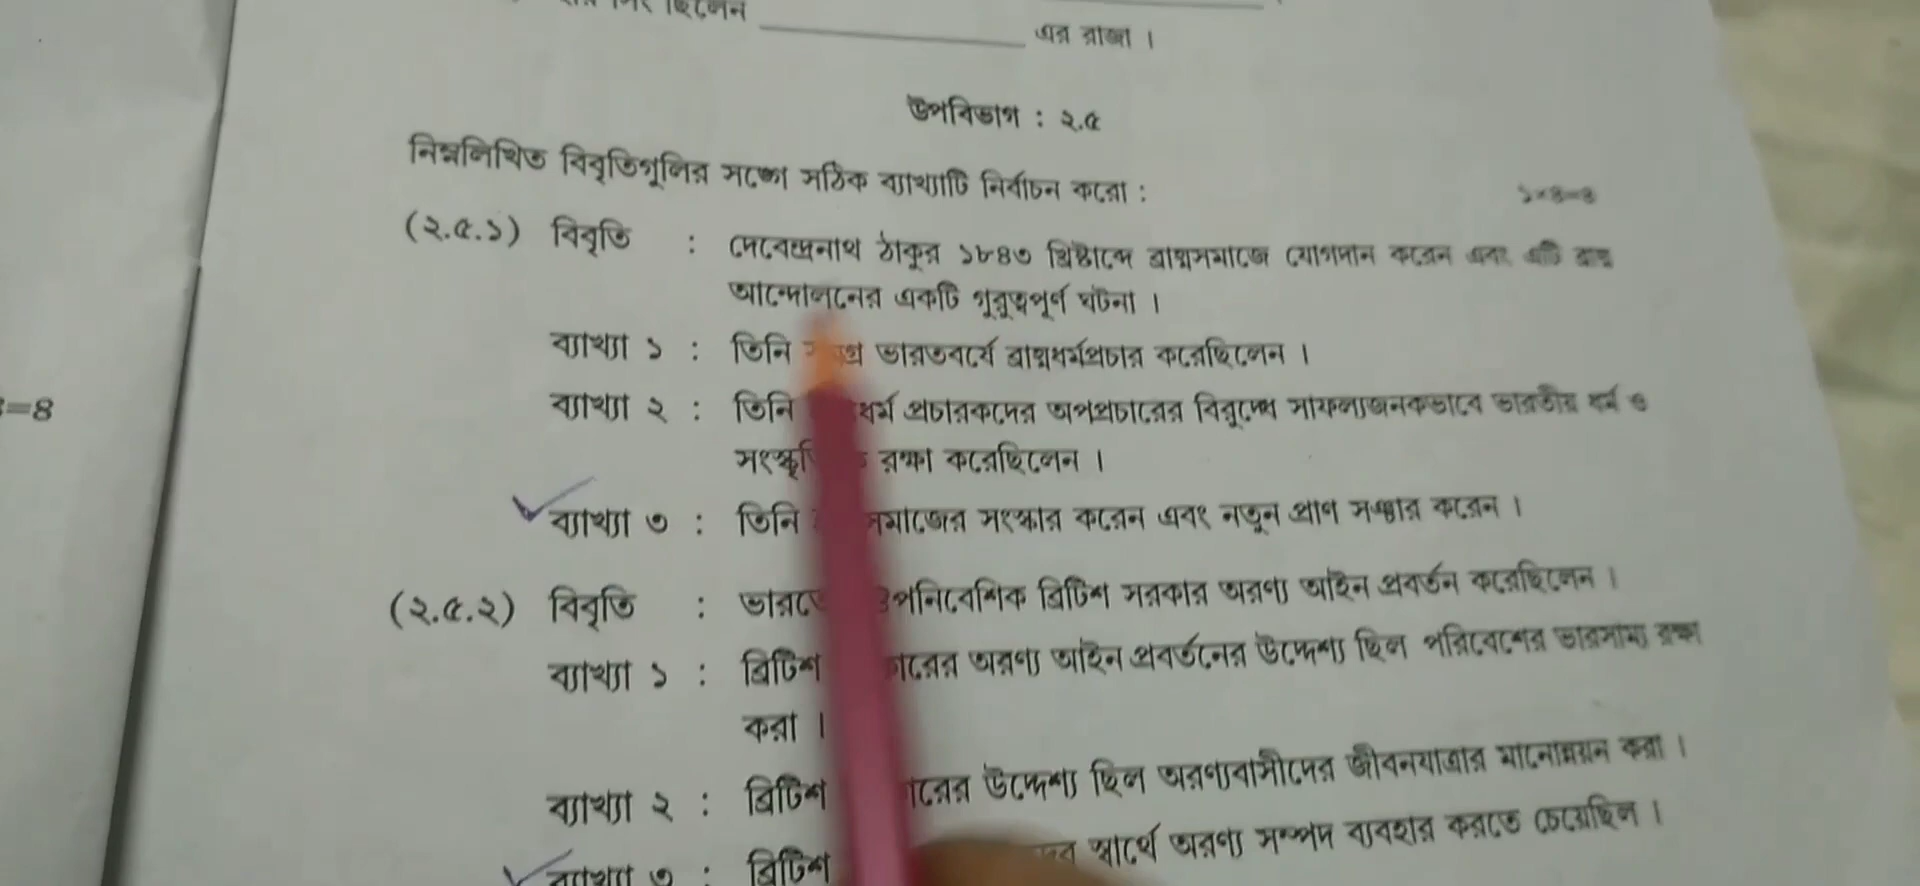 ছিলেন ____________ এর রাজা ।
উপবিভাগ : ২.৫
নিম্নলিখিত বিবৃতিগুলির সঙ্গে সঠিক ব্যাখ্যাটি নির্বাচন করো :
১×৪=৪
(২.৫.১) বিবৃতি : দেবেন্দ্রনাথ ঠাকুর ১৮৪৩ খ্রিষ্টাব্দে ব্রাহ্মসমাজে যোগদান করেন এবং এটি ব্রাহ্ম
আন্দোলনের একটি গুরুত্বপূর্ণ ঘটনা ।
ব্যাখ্যা ১ : তিনি ভারতবর্ষে ব্রাহ্মধর্মপ্রচার করেছিলেন ।
=৪
ব্যাখ্যা ২ : তিনি ধর্ম প্রচারকদের অপপ্রচারের বিরুদ্ধে সাফল্যজনকভাবে ভারতীয় ধর্ম ও
রক্ষা করেছিলেন ।
ব্যাখ্যা ৩ : তিনি সমাজের সংস্কার করেন এবং নতুন প্রাণ সঞ্চার করেন ।
(২.৫.২) বিবৃতি : ভারতে ঔপনিবেশিক ব্রিটিশ সরকার অরণ্য আইন প্রবর্তন করেছিলেন ।
ব্যাখ্যা ১ : ব্রিটিশ অরণ্য আইন প্রবর্তনের উদ্দেশ্য ছিল পরিবেশের ভারসাম্য রক্ষা
করা ।
ব্যাখ্যা ২ : ব্রিটিশ উদ্দেশ্য ছিল অরণ্যবাসীদের জীবনযাত্রার মানোন্নয়ন করা ।
ব্যাখ্যা ৩ : ব্রিটিশ স্বার্থে অরণ্য সম্পদ ব্যবহার করতে চেয়েছিল ।